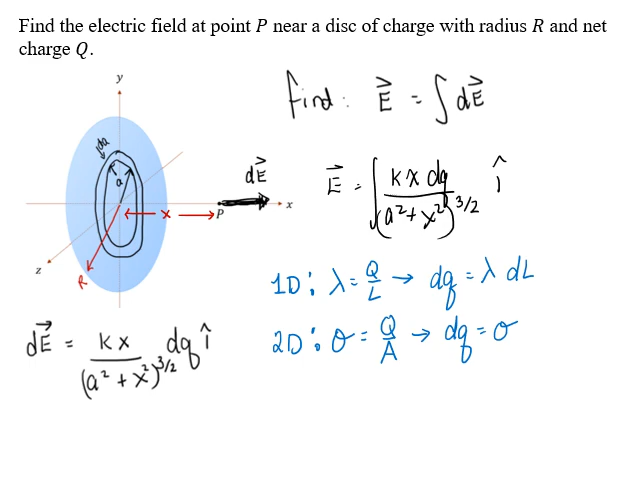 Find the electric field at point P near a disc of charge with radius R and net
charge Q.
y
find: E⃗ = ∫ dE⃗
da
a
dE⃗
E⃗ = ∫ kx dq / (a² + x²)^3/2 î
x
P
x
z
R
1D: λ = Q/L → dq = λ dL
2D: σ = Q/A → dq = σ
dE⃗ = kx / (a² + x²)^3/2 dq î